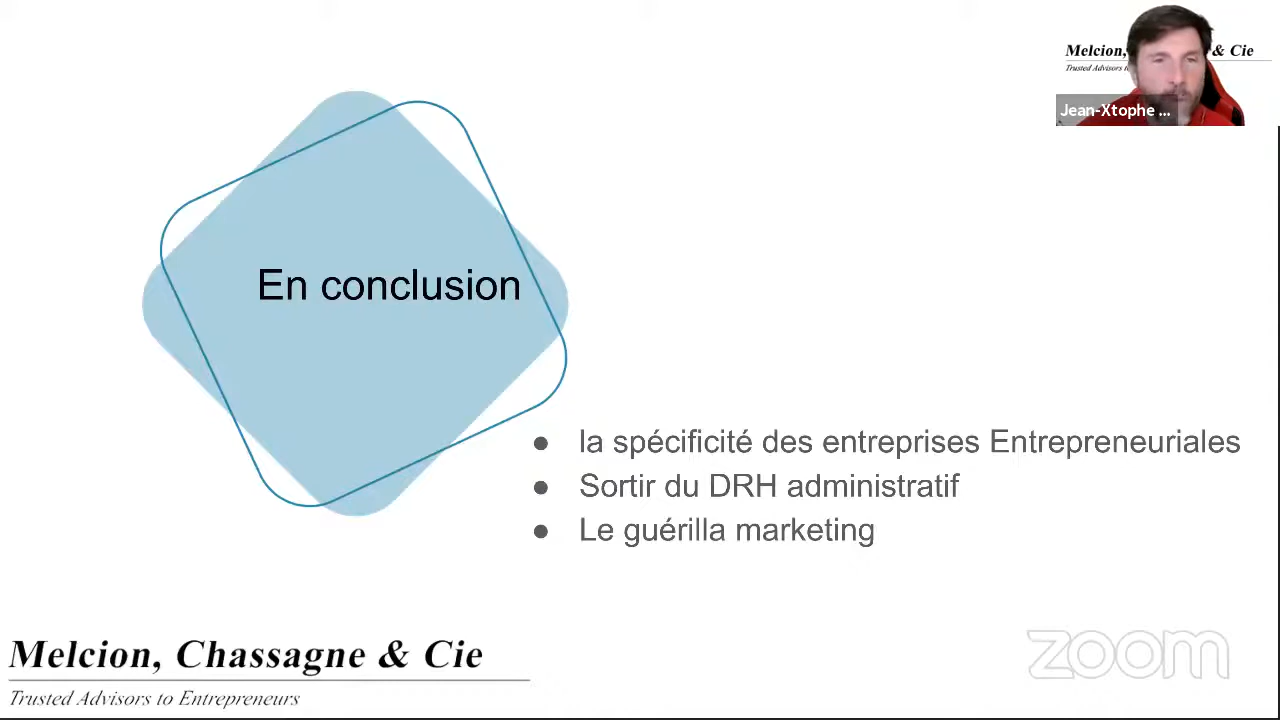 Melcion, & Cie
Trusted Advisors
Jean-Xtophe ...
En conclusion
● la spécificité des entreprises Entrepreneuriales
● Sortir du DRH administratif
● Le guérilla marketing
Melcion, Chassagne & Cie
Trusted Advisors to Entrepreneurs
zoom